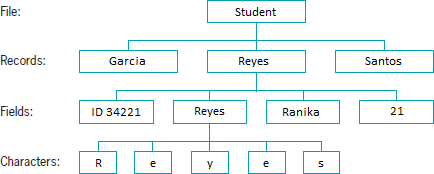 File: Student
Records: Garcia Reyes Santos
Fields: ID 34221 Reyes Ranika 21
Characters: R e y e s